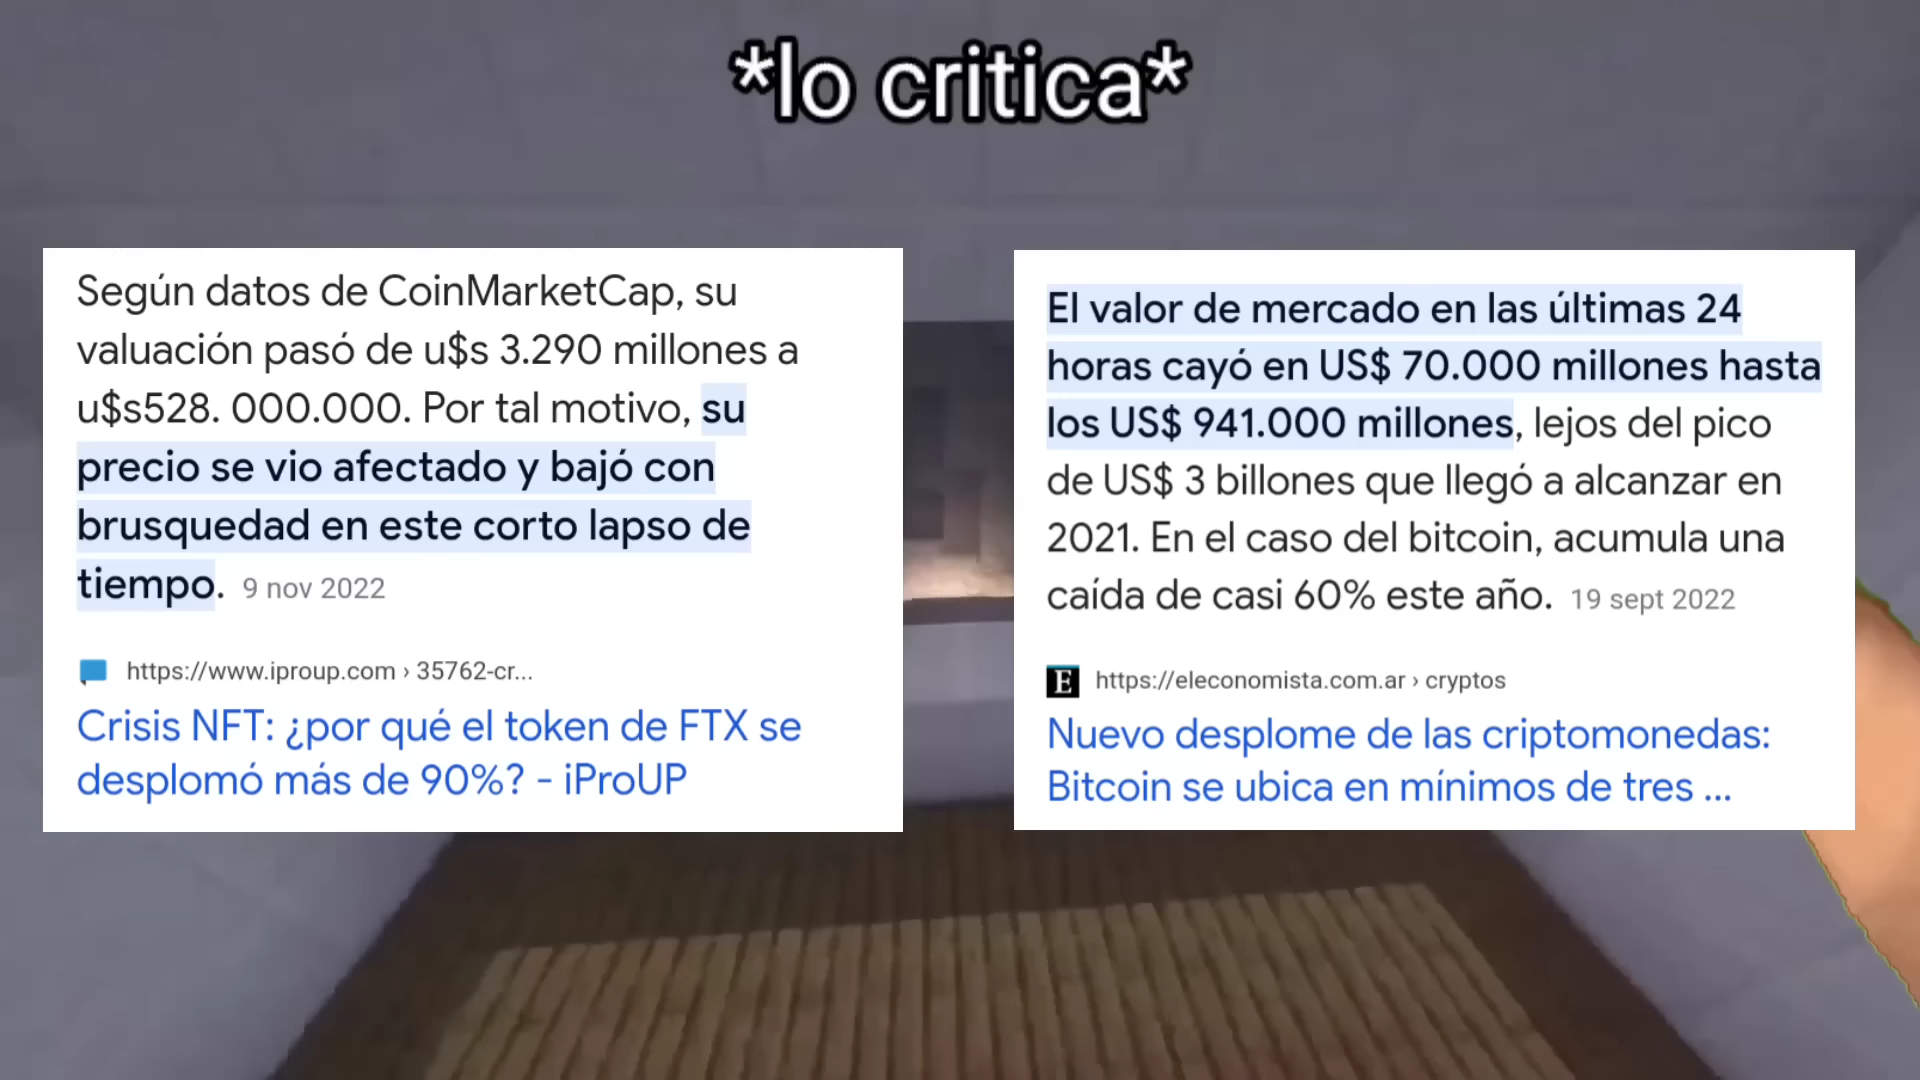 *lo critica*
Según datos de CoinMarketCap, su
valuación pasó de u$s 3.290 millones a
u$s528. 000.000. Por tal motivo, su
precio se vio afectado y bajó con
brusquedad en este corto lapso de
tiempo. 9 nov 2022
https://www.iproup.com › 35762-cr...
Crisis NFT: ¿por qué el token de FTX se
desplomó más de 90%? - iProUP
El valor de mercado en las últimas 24
horas cayó en US$ 70.000 millones hasta
los US$ 941.000 millones, lejos del pico
de US$ 3 billones que llegó a alcanzar en
2021. En el caso del bitcoin, acumula una
caída de casi 60% este año. 19 sept 2022
E https://eleconomista.com.ar › cryptos
Nuevo desplome de las criptomonedas:
Bitcoin se ubica en mínimos de tres ...